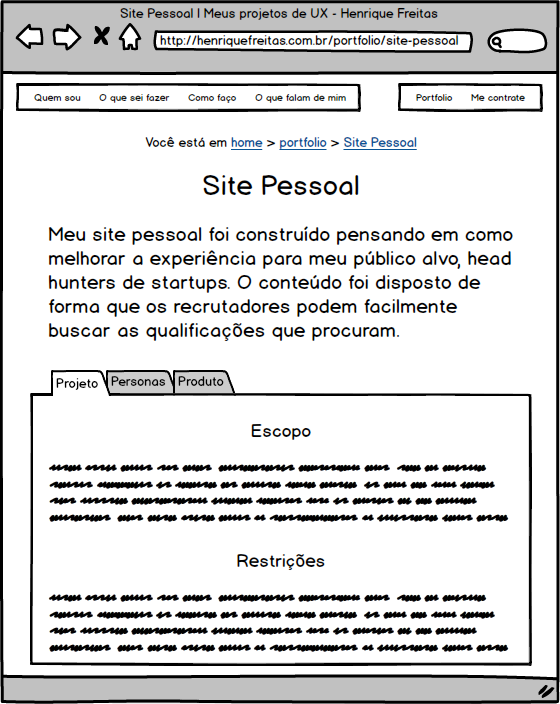 Site Pessoal | Meus projetos de UX - Henrique Freitas
http://henriquefreitas.com.br/portfolio/site-pessoal
Quem sou O que sei fazer Como faço O que falam de mim Portfolio Me contrate
Você está em home > portfolio > Site Pessoal
Site Pessoal
Meu site pessoal foi construído pensando em como
melhorar a experiência para meu público alvo, head
hunters de startups. O conteúdo foi disposto de
forma que os recrutadores podem facilmente
buscar as qualificações que procuram.
Projeto Personas Produto
Escopo
Restrições